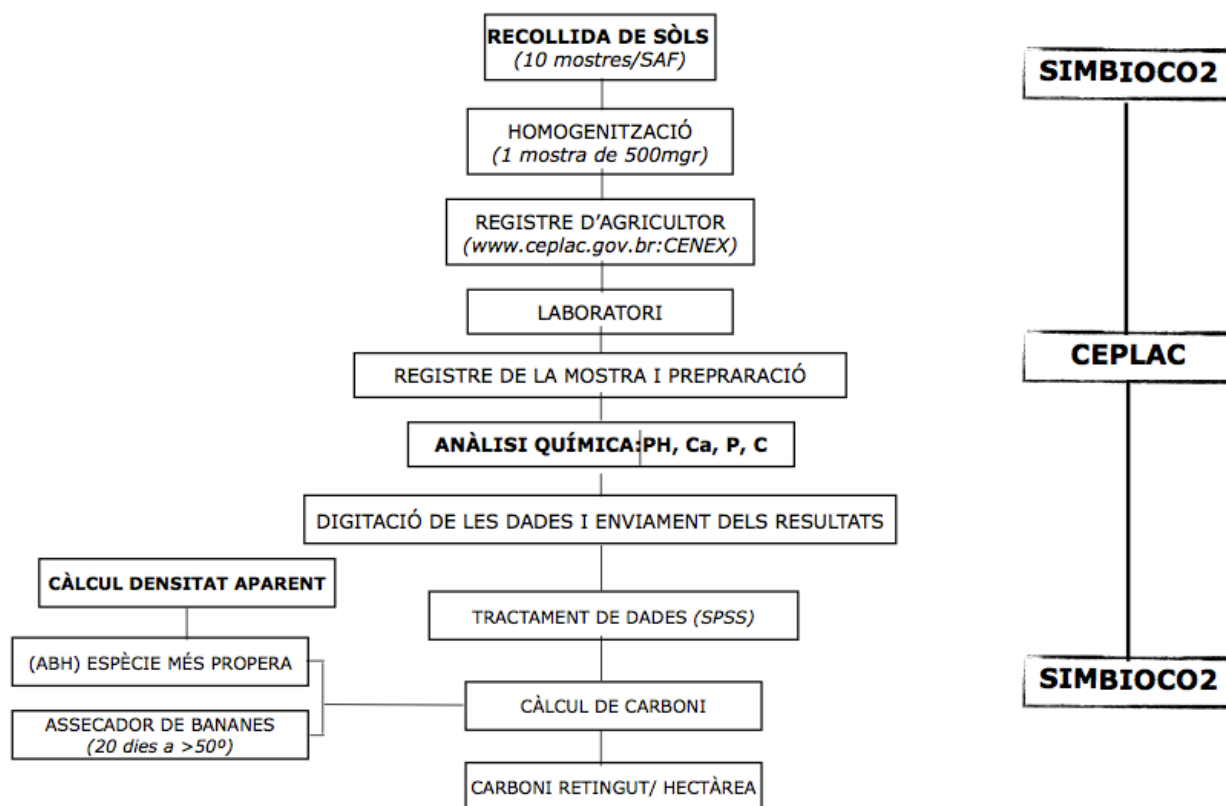 RECOLLIDA DE SÒLS
(10 mostres/SAF)
HOMOGENITZACIÓ
(1 mostra de 500mgr)
REGISTRE D'AGRICULTOR
(www.ceplac.gov.br:CENEX)
LABORATORI
REGISTRE DE LA MOSTRA I PREPRARACIÓ
ANÀLISI QUÍMICA:PH, Ca, P, C
DIGITACIÓ DE LES DADES I ENVIAMENT DELS RESULTATS
CÀLCUL DENSITAT APARENT
TRACTAMENT DE DADES (SPSS)
(ABH) ESPÈCIE MÉS PROPERA
CÀLCUL DE CARBONI
ASSECADOR DE BANANES
(20 dies a >50º)
CARBONI RETINGUT/ HECTÀREA
SIMBIOCO2
CEPLAC
SIMBIOCO2